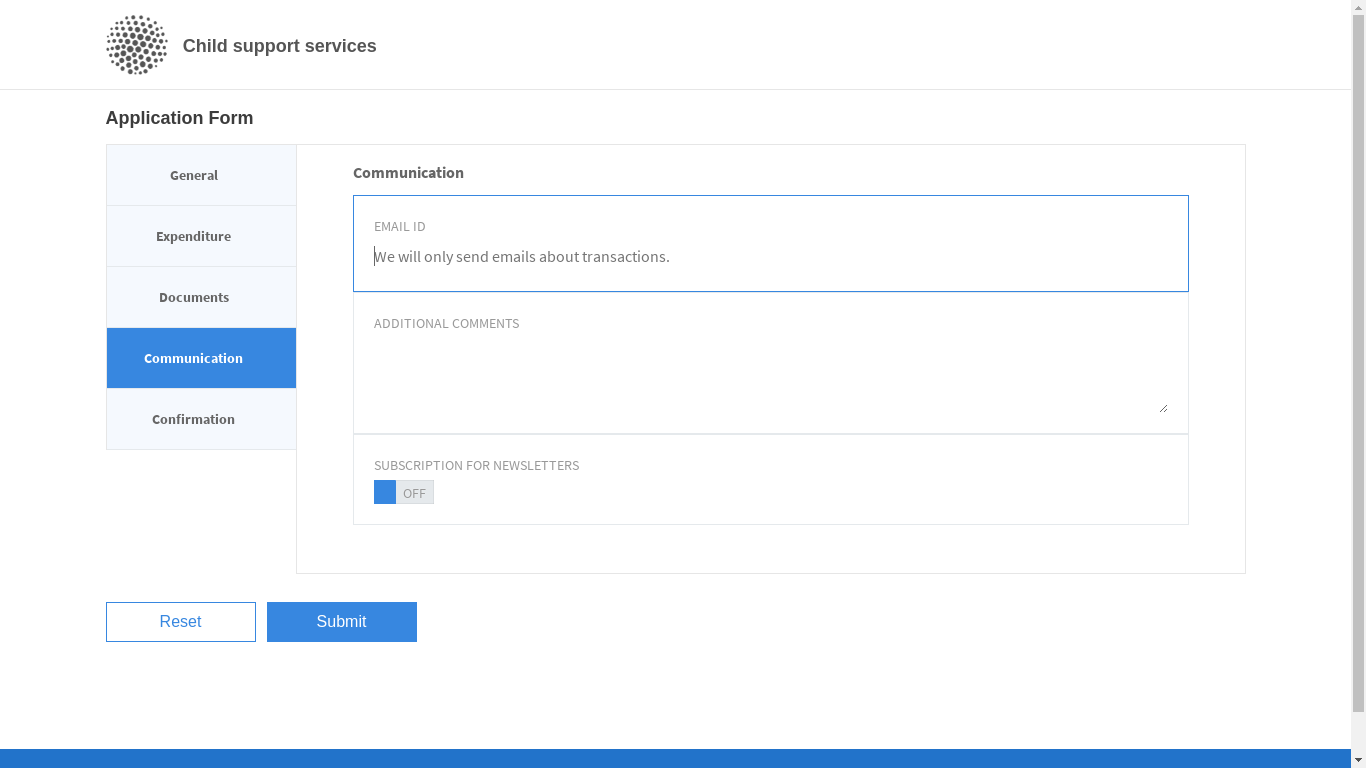 Child support services
Application Form
General
Expenditure
Documents
Communication
Confirmation
Communication
EMAIL ID
We will only send emails about transactions.
ADDITIONAL COMMENTS
SUBSCRIPTION FOR NEWSLETTERS
OFF
Reset
Submit